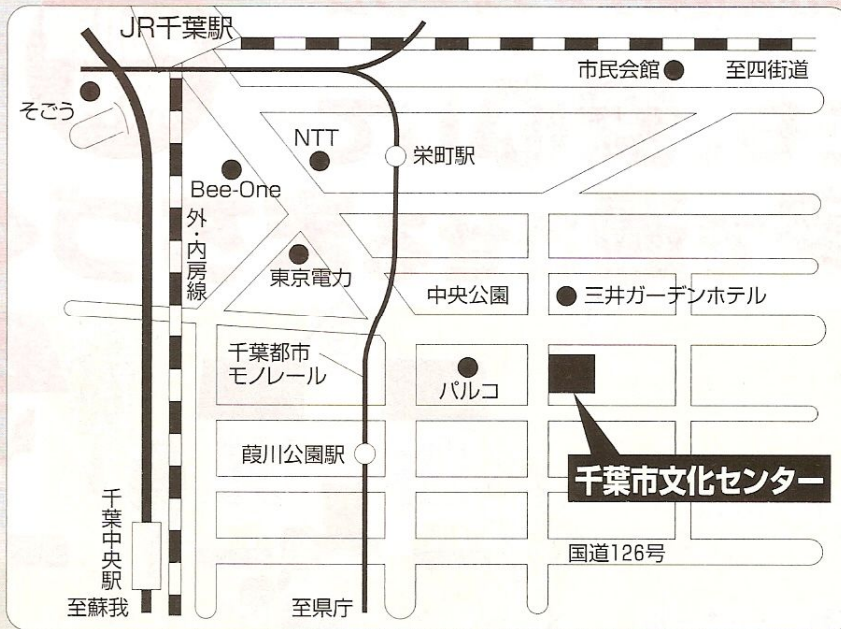 JR千葉駅
市民会館
至四街道
そごう
NTT
栄町駅
Bee-One
外・内房線
東京電力
中央公園
三井ガーデンホテル
千葉都市
モノレール
パルコ
葭川公園駅
千葉市文化センター
千葉中央駅
国道126号
至蘇我
至県庁